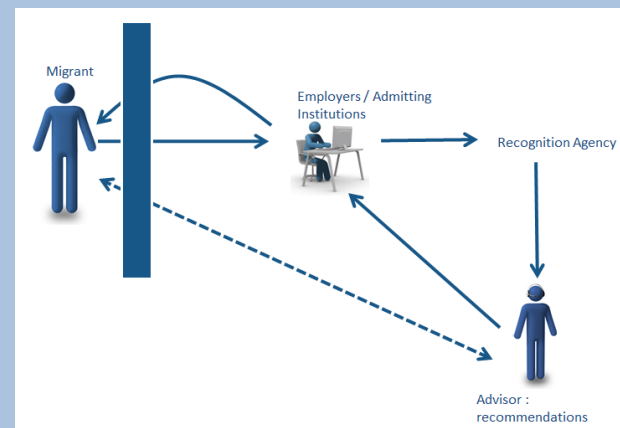 Migrant
Employers / Admitting
Institutions
Recognition Agency
Advisor :
recommendations